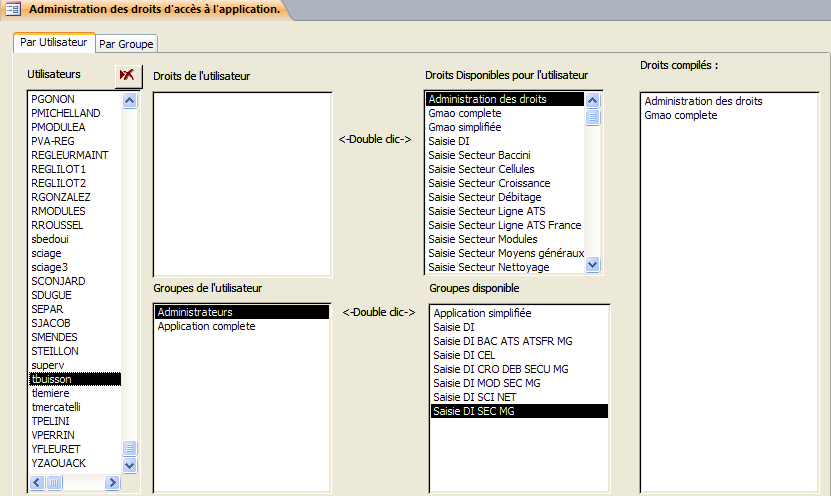 Administration des droits d'accès à l'application.
Par Utilisateur
Par Groupe
Utilisateurs
PGONON
PMICHELLAND
PMODULEA
PVA-REG
REGLEURMAINT
REGLILOT1
REGLILOT2
RGONZALEZ
RMODULES
RROUSSEL
sbedoui
sciage
sciage3
SCONJARD
SDUGUE
SEPAR
SJACOB
SMENDES
STEILLON
superv
tbuisson
tlemiere
tmercatelli
TPELINI
VPERRIN
YFLEURET
YZAOUACK
Droits de l'utilisateur
<-Double clic->
Droits Disponibles pour l'utilisateur
Administration des droits
Gmao complete
Gmao simplifiée
Saisie DI
Saisie Secteur Baccini
Saisie Secteur Cellules
Saisie Secteur Croissance
Saisie Secteur Débitage
Saisie Secteur Ligne ATS
Saisie Secteur Ligne ATS France
Saisie Secteur Modules
Saisie Secteur Moyens généraux
Saisie Secteur Nettoyage
Groupes de l'utilisateur
Administrateurs
Application complete
<-Double clic->
Groupes disponible
Application simplifiée
Saisie DI
Saisie DI BAC ATS ATSFR MG
Saisie DI CEL
Saisie DI CRO DEB SECU MG
Saisie DI MOD SEC MG
Saisie DI SCI NET
Saisie DI SEC MG
Droits compilés :
Administration des droits
Gmao complete